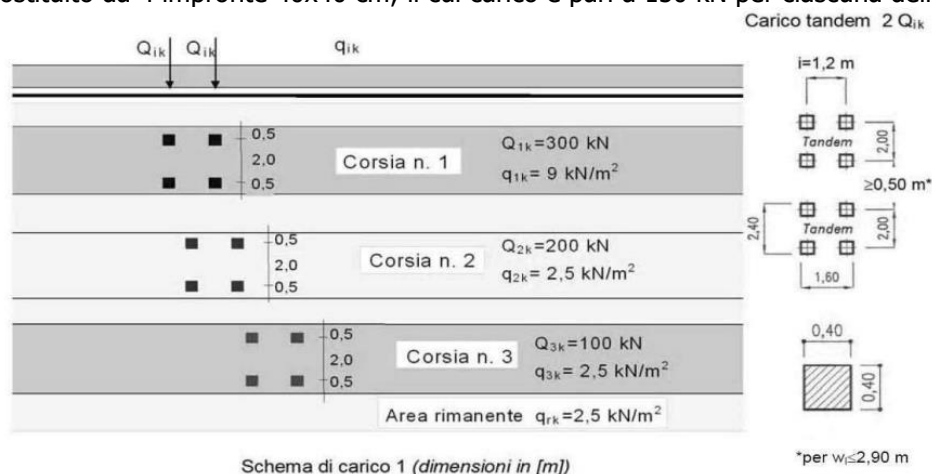 ostituito da 4 impronte 40x40 cm, il cui carico è pari a 150 kN per ciascuna dell
Carico tandem 2 Qik
Qik Qik qik
i=1,2 m
0,5
2,0
0,5
Corsia n. 1
Q1k=300 kN
q1k= 9 kN/m²
Tandem
2,00
≥0,50 m*
0,5
2,0
0,5
Corsia n. 2
Q2k=200 kN
q2k= 2,5 kN/m²
2,40
Tandem
2,00
1,60
0,5
2,0
0,5
Corsia n. 3
Q3k=100 kN
q3k= 2,5 kN/m²
0,40
0,40
Area rimanente qrk=2,5 kN/m²
Schema di carico 1 (dimensioni in [m])
*per wl≤2,90 m